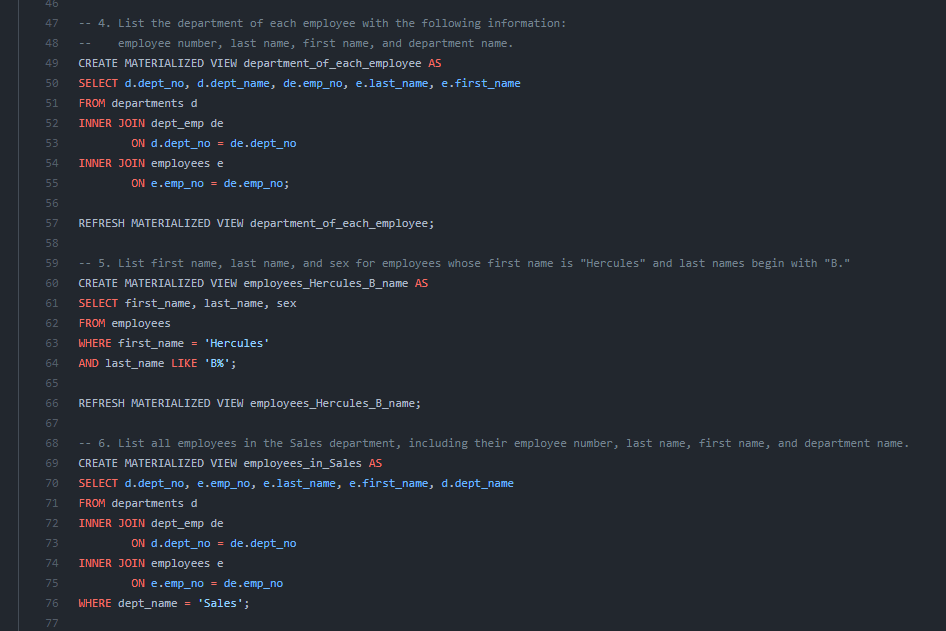 46
47 -- 4. List the department of each employee with the following information:
48 --    employee number, last name, first name, and department name.
49 CREATE MATERIALIZED VIEW department_of_each_employee AS
50 SELECT d.dept_no, d.dept_name, de.emp_no, e.last_name, e.first_name
51 FROM departments d
52 INNER JOIN dept_emp de
53         ON d.dept_no = de.dept_no
54 INNER JOIN employees e
55         ON e.emp_no = de.emp_no;
56
57 REFRESH MATERIALIZED VIEW department_of_each_employee;
58
59 -- 5. List first name, last name, and sex for employees whose first name is "Hercules" and last names begin with "B."
60 CREATE MATERIALIZED VIEW employees_Hercules_B_name AS
61 SELECT first_name, last_name, sex
62 FROM employees
63 WHERE first_name = 'Hercules'
64 AND last_name LIKE 'B%';
65
66 REFRESH MATERIALIZED VIEW employees_Hercules_B_name;
67
68 -- 6. List all employees in the Sales department, including their employee number, last name, first name, and department name.
69 CREATE MATERIALIZED VIEW employees_in_Sales AS
70 SELECT d.dept_no, e.emp_no, e.last_name, e.first_name, d.dept_name
71 FROM departments d
72 INNER JOIN dept_emp de
73         ON d.dept_no = de.dept_no
74 INNER JOIN employees e
75         ON e.emp_no = de.emp_no
76 WHERE dept_name = 'Sales';
77